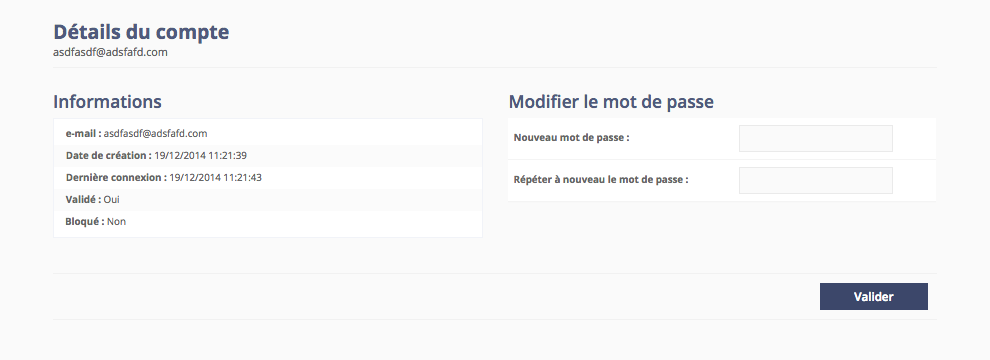 Détails du compte
asdfasdf@adsfafd.com
Informations
e-mail : asdfasdf@adsfafd.com
Date de création : 19/12/2014 11:21:39
Dernière connexion : 19/12/2014 11:21:43
Validé : Oui
Bloqué : Non
Modifier le mot de passe
Nouveau mot de passe :
Répéter à nouveau le mot de passe :
Valider